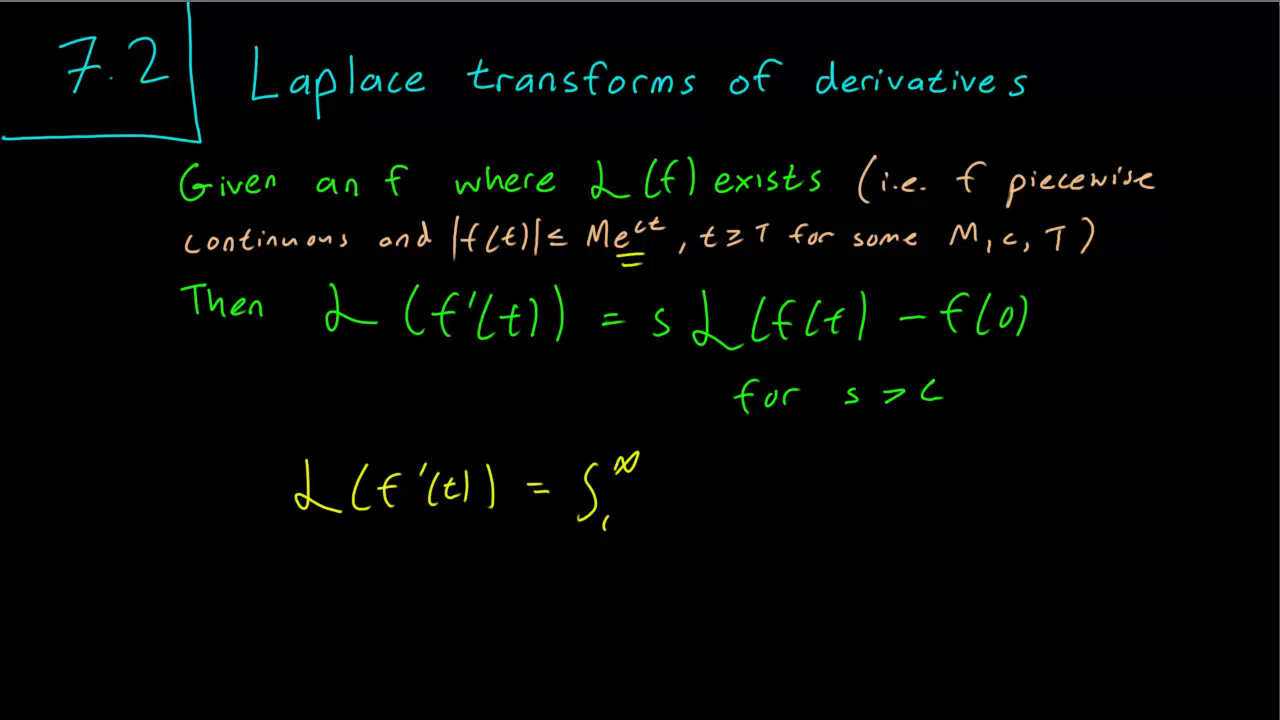 7.2 Laplace transforms of derivatives
Given an f where ℒ(f) exists (i.e. f piecewise
continuous and |f(t)| ≤ Me^{ct}, t ≥ T for some M, c, T)
Then ℒ(f'(t)) = sℒ(f(t) - f(0)
for s > c
ℒ(f'(t)) = ∫^∞